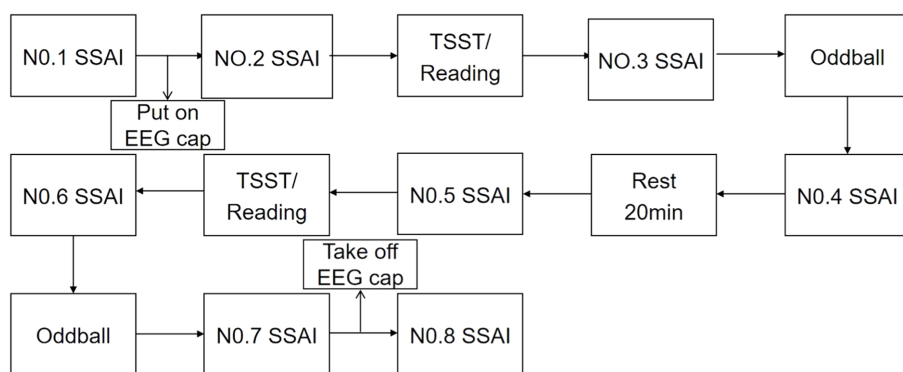 N0.1 SSAI
NO.2 SSAI
TSST/
Reading
NO.3 SSAI
Oddball
Put on
EEG cap
N0.6 SSAI
TSST/
Reading
N0.5 SSAI
Rest
20min
N0.4 SSAI
Take off
EEG cap
Oddball
N0.7 SSAI
N0.8 SSAI